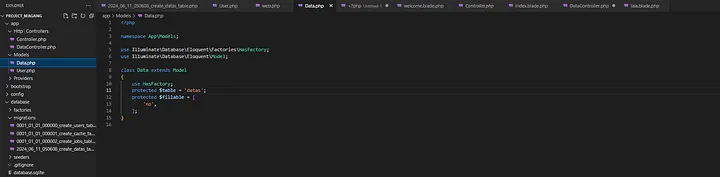 EXPLORER
2024_06_11_050608_create_datas_table.php
User.php
web.php
Data.php
<?php Untitled-1
welcome.blade.php
Controller.php
index.blade.php
DataController.php
lala.blade.php
PROJECT_MAGANG
app
Http \ Controllers
Controller.php
DataController.php
Models
Data.php
User.php
Providers
bootstrap
config
database
factories
migrations
0001_01_01_000000_create_users_tab...
0001_01_01_000001_create_cache_ta...
0001_01_01_000002_create_jobs_tabl...
2024_06_11_050608_create_datas_ta...
seeders
.gitignore
database.sqlite
app > Models > Data.php
1 <?php
2
3 namespace App\Models;
4
5 use Illuminate\Database\Eloquent\Factories\HasFactory;
6 use Illuminate\Database\Eloquent\Model;
7
8 class Data extends Model
9 {
10 use HasFactory;
11 protected $table = 'datas';
12 protected $fillable = [
13 'no',
14 ];
15 }
16